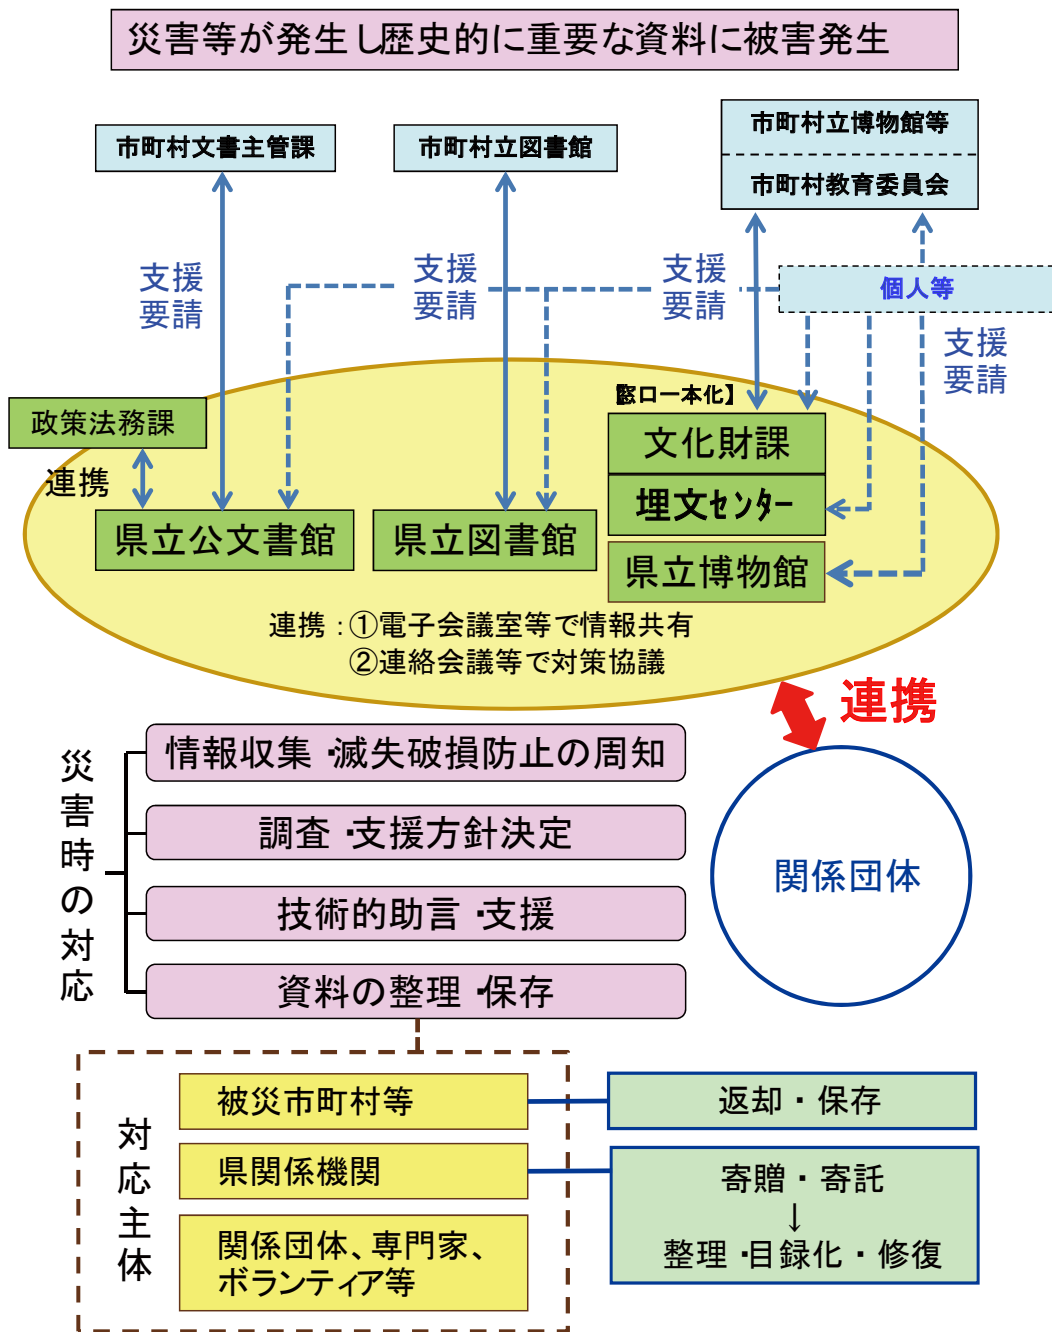 災害等が発生し歴史的に重要な資料に被害発生
市町村文書主管課
市町村立図書館
市町村立博物館等
市町村教育委員会
支援
要請
支援
要請
支援
要請
個人等
支援
要請
【窓口一本化】
政策法務課
連携
文化財課
埋文センター
県立公文書館
県立図書館
県立博物館
連携：①電子会議室等で情報共有
②連絡会議等で対策協議
連携
災害時の対応
情報収集・滅失破損防止の周知
調査・支援方針決定
技術的助言・支援
資料の整理・保存
関係団体
対応主体
被災市町村等
返却・保存
県関係機関
寄贈・寄託
↓
整理・目録化・修復
関係団体、専門家、
ボランティア等